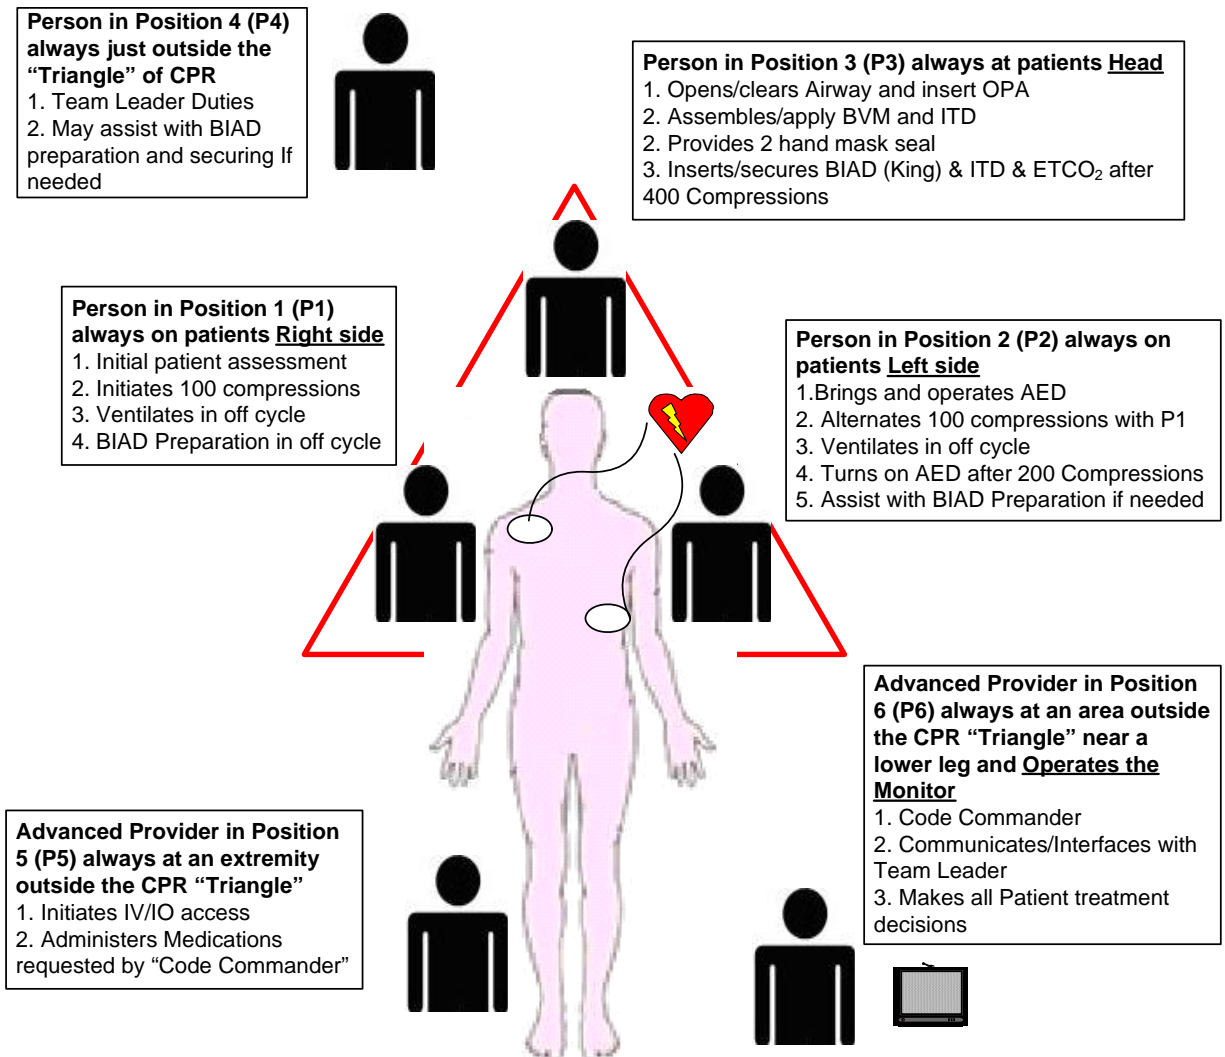 Person in Position 4 (P4)
always just outside the
“Triangle” of CPR
1. Team Leader Duties
2. May assist with BIAD
preparation and securing If
needed
Person in Position 3 (P3) always at patients Head
1. Opens/clears Airway and insert OPA
2. Assembles/apply BVM and ITD
2. Provides 2 hand mask seal
3. Inserts/secures BIAD (King) & ITD & ETCO₂ after
400 Compressions
Person in Position 1 (P1)
always on patients Right side
1. Initial patient assessment
2. Initiates 100 compressions
3. Ventilates in off cycle
4. BIAD Preparation in off cycle
Person in Position 2 (P2) always on
patients Left side
1.Brings and operates AED
2. Alternates 100 compressions with P1
3. Ventilates in off cycle
4. Turns on AED after 200 Compressions
5. Assist with BIAD Preparation if needed
Advanced Provider in Position
6 (P6) always at an area outside
the CPR “Triangle” near a
lower leg and Operates the
Monitor
1. Code Commander
2. Communicates/Interfaces with
Team Leader
3. Makes all Patient treatment
decisions
Advanced Provider in Position
5 (P5) always at an extremity
outside the CPR “Triangle”
1. Initiates IV/IO access
2. Administers Medications
requested by “Code Commander”